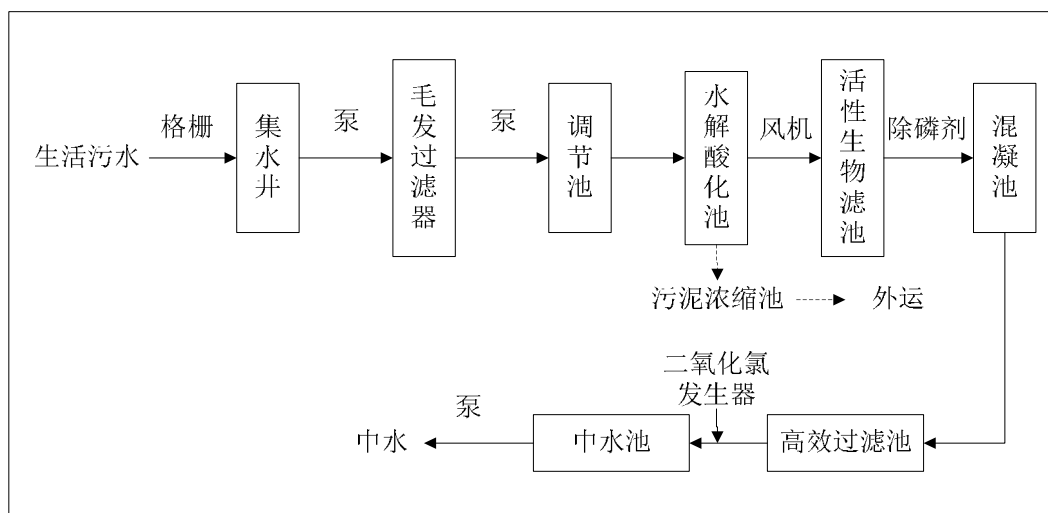 生活污水
格栅
集水井
泵
毛发过滤器
泵
调节池
水解酸化池
风机
活性生物滤池
除磷剂
混凝池
污泥浓缩池
外运
二氧化氯
发生器
高效过滤池
中水池
泵
中水